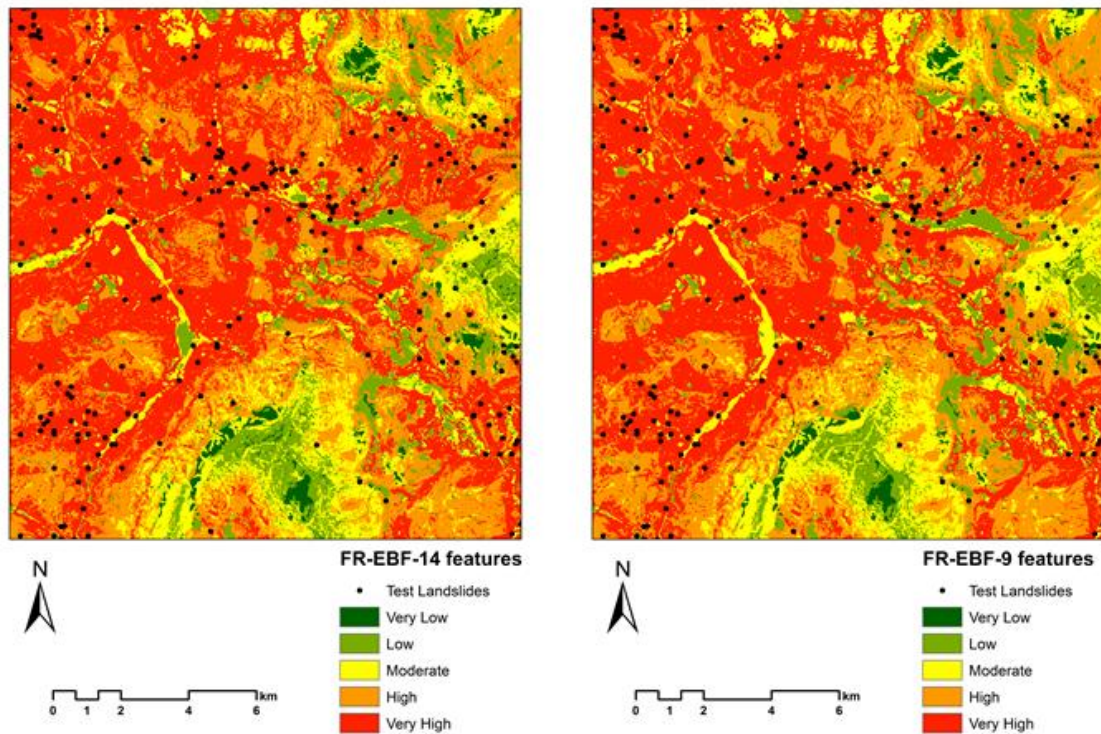 FR-EBF-14 features
N
Test Landslides
Very Low
Low
Moderate
High
Very High
km
0 1 2 4 6
FR-EBF-9 features
N
Test Landslides
Very Low
Low
Moderate
High
Very High
km
0 1 2 4 6